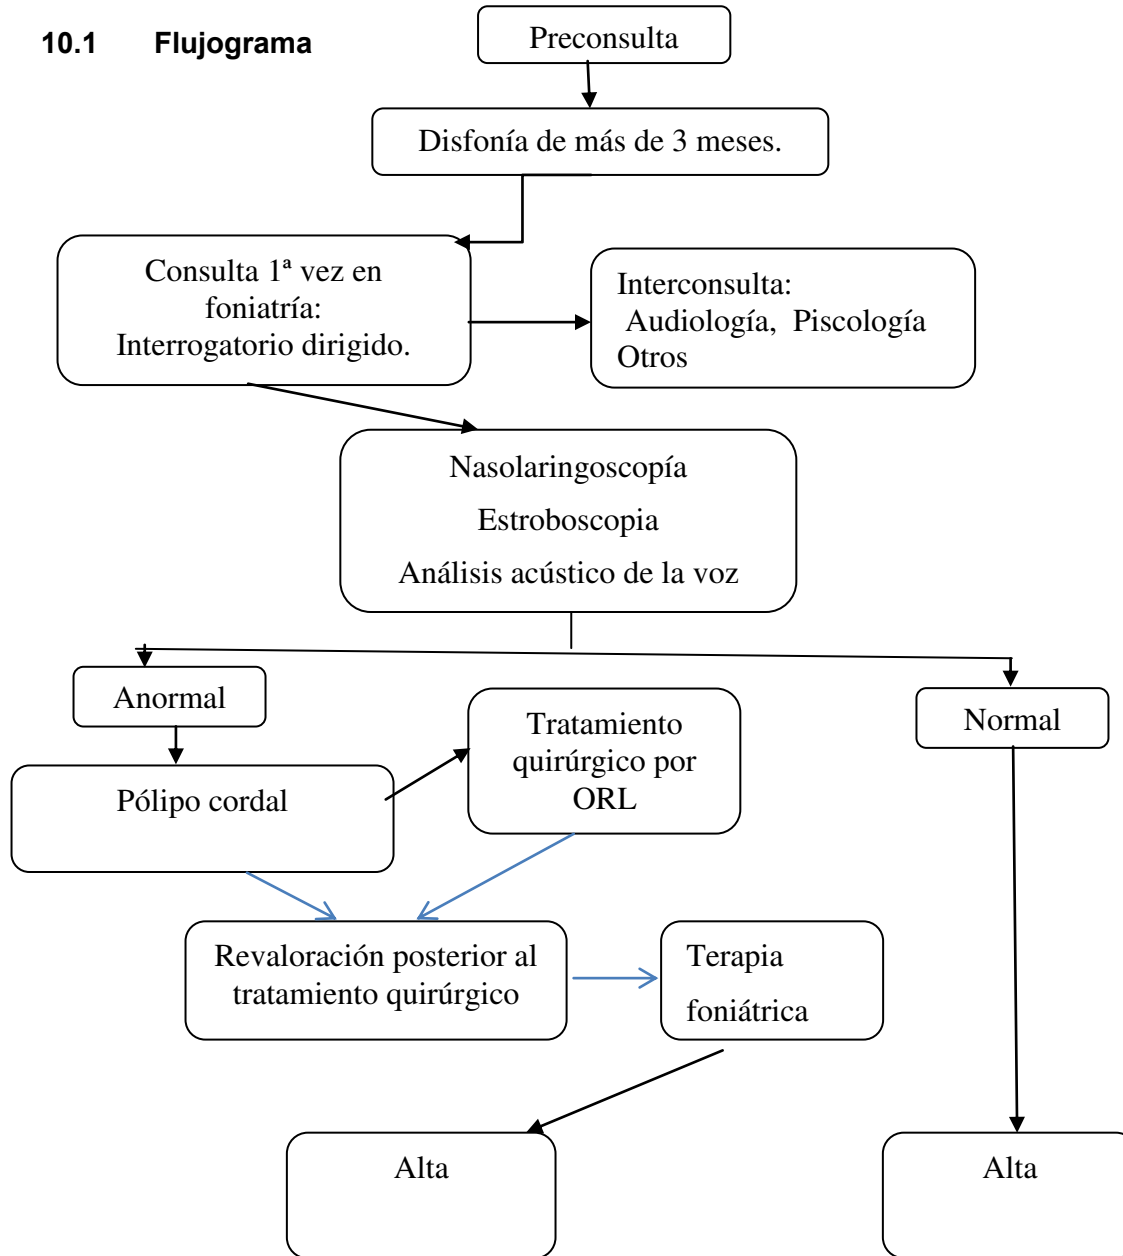 10.1 Flujograma
Preconsulta
Disfonía de más de 3 meses.
Consulta 1ª vez en
foniatría:
Interrogatorio dirigido.
Interconsulta:
Audiología, Piscología
Otros
Nasolaringoscopía
Estroboscopia
Análisis acústico de la voz
Anormal
Normal
Tratamiento
quirúrgico por
ORL
Pólipo cordal
Revaloración posterior al
tratamiento quirúrgico
Terapia
foniátrica
Alta
Alta